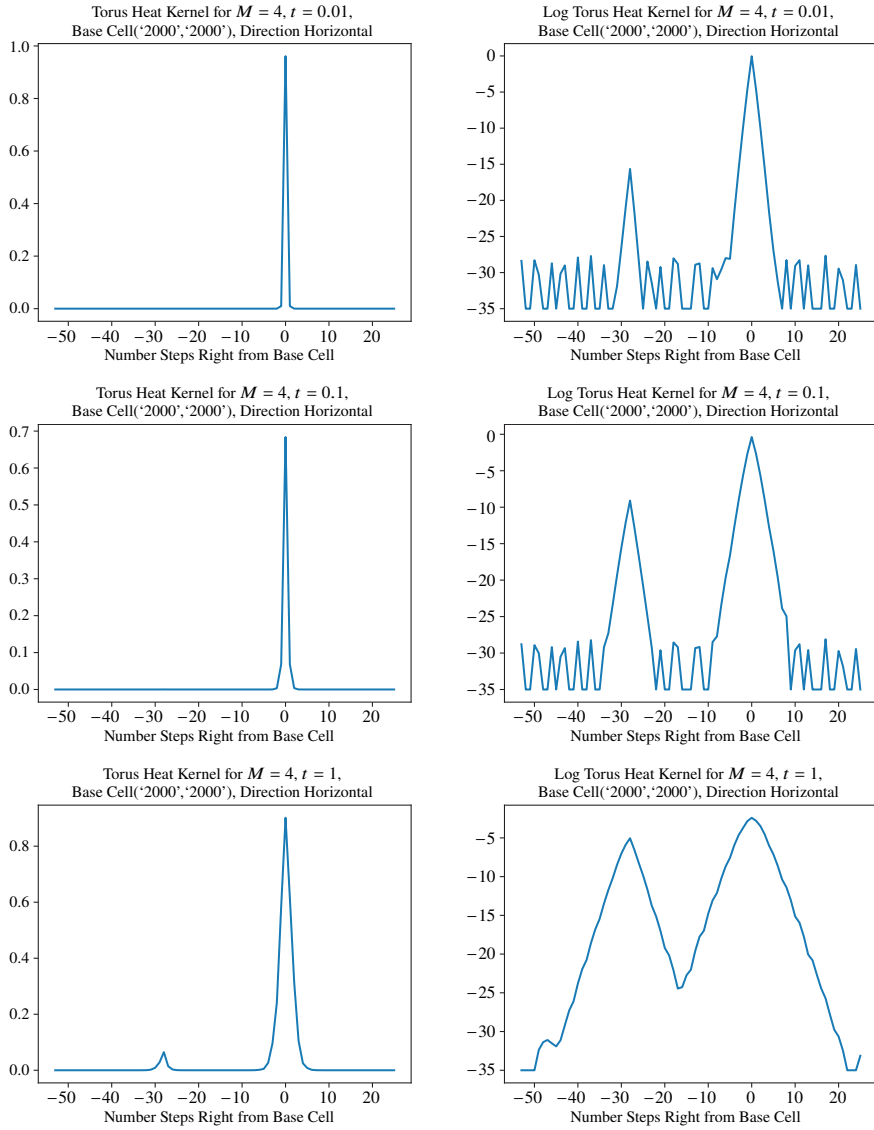 Torus Heat Kernel for M = 4, t = 0.01,
Base Cell(‘2000’,‘2000’), Direction Horizontal
1.0
0.8
0.6
0.4
0.2
0.0
−50 −40 −30 −20 −10 0 10 20
Number Steps Right from Base Cell
Log Torus Heat Kernel for M = 4, t = 0.01,
Base Cell(‘2000’,‘2000’), Direction Horizontal
0
−5
−10
−15
−20
−25
−30
−35
−50 −40 −30 −20 −10 0 10 20
Number Steps Right from Base Cell
Torus Heat Kernel for M = 4, t = 0.1,
Base Cell(‘2000’,‘2000’), Direction Horizontal
0.7
0.6
0.5
0.4
0.3
0.2
0.1
0.0
−50 −40 −30 −20 −10 0 10 20
Number Steps Right from Base Cell
Log Torus Heat Kernel for M = 4, t = 0.1,
Base Cell(‘2000’,‘2000’), Direction Horizontal
0
−5
−10
−15
−20
−25
−30
−35
−50 −40 −30 −20 −10 0 10 20
Number Steps Right from Base Cell
Torus Heat Kernel for M = 4, t = 1,
Base Cell(‘2000’,‘2000’), Direction Horizontal
0.8
0.6
0.4
0.2
0.0
−50 −40 −30 −20 −10 0 10 20
Number Steps Right from Base Cell
Log Torus Heat Kernel for M = 4, t = 1,
Base Cell(‘2000’,‘2000’), Direction Horizontal
−5
−10
−15
−20
−25
−30
−35
−50 −40 −30 −20 −10 0 10 20
Number Steps Right from Base Cell